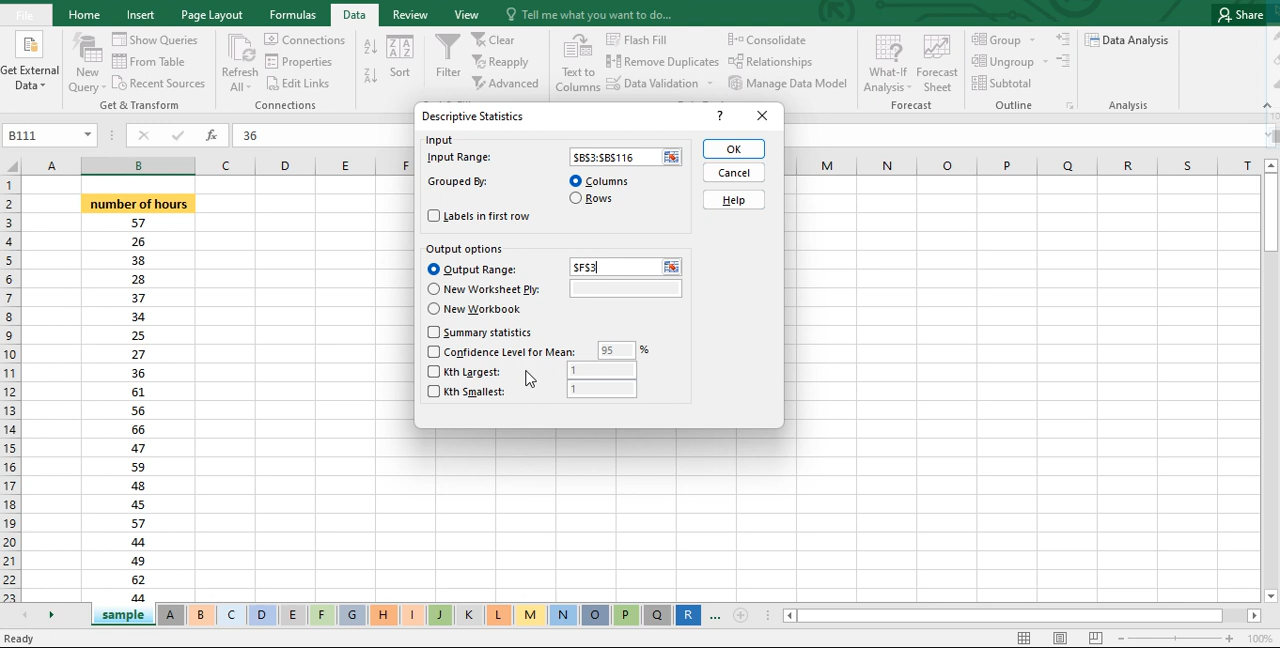 File Home Insert Page Layout Formulas Data Review View Tell me what you want to do... Share
Get External Data
New Query
Show Queries
From Table
Recent Sources
Get & Transform
Refresh All
Connections
Properties
Edit Links
Connections
Sort
Filter
Clear
Reapply
Advanced
Text to Columns
Flash Fill
Remove Duplicates
Data Validation
Consolidate
Relationships
Manage Data Model
What-If Analysis
Forecast Sheet
Forecast
Group
Ungroup
Subtotal
Outline
Data Analysis
Analysis
B111 fx 36
A B C D E F M N O P Q R S T
1
2 number of hours
3 57
4 26
5 38
6 28
7 37
8 34
9 25
10 27
11 36
12 61
13 56
14 66
15 47
16 59
17 48
18 45
19 57
20 44
21 49
22 62
23 44
Descriptive Statistics ? ×
Input
Input Range: $B$3:$B$116
Grouped By: Columns
Rows
Labels in first row
OK
Cancel
Help
Output options
Output Range: $F$3
New Worksheet Ply:
New Workbook
Summary statistics
Confidence Level for Mean: 95 %
Kth Largest: 1
Kth Smallest: 1
sample A B C D E F G H I J K L M N O P Q R ...
Ready 100%